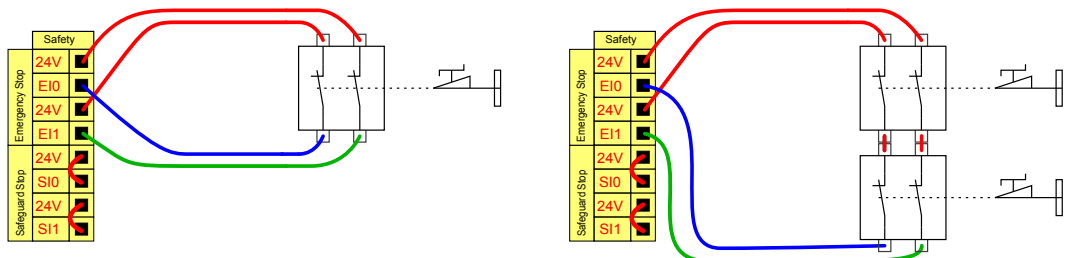 Safety
Emergency Stop
24V
EI0
24V
EI1
Safeguard Stop
24V
SI0
24V
SI1
Safety
Emergency Stop
24V
EI0
24V
EI1
Safeguard Stop
24V
SI0
24V
SI1